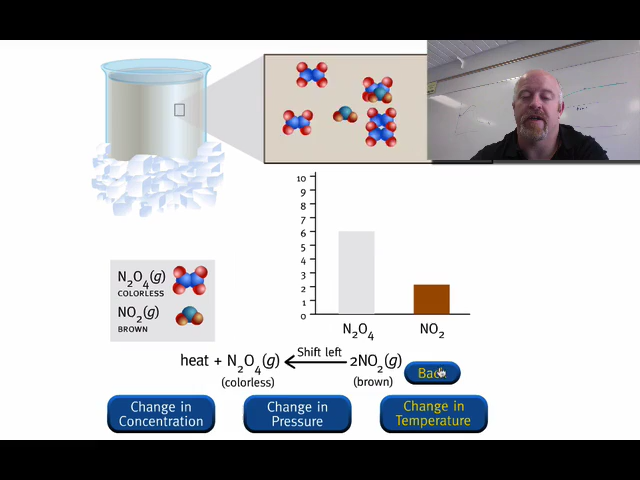 10
9
8
7
6
5
4
3
2
1
0
N₂O₄ NO₂
N₂O₄(g)
COLORLESS
NO₂(g)
BROWN
Shift left
heat + N₂O₄(g) ← 2NO₂(g)
(colorless) (brown)
Change in
Concentration
Change in
Pressure
Change in
Temperature